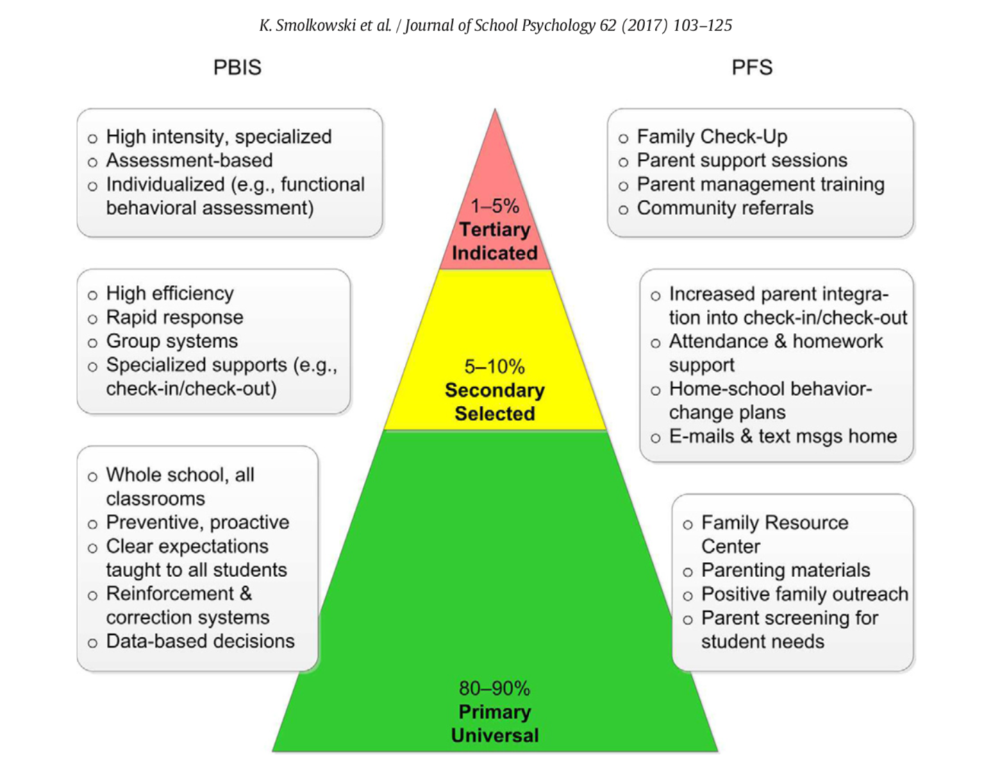 K. Smolkowski et al. / Journal of School Psychology 62 (2017) 103–125
PBIS
PFS
○ High intensity, specialized
○ Assessment-based
○ Individualized (e.g., functional
behavioral assessment)
1–5%
Tertiary
Indicated
○ Family Check-Up
○ Parent support sessions
○ Parent management training
○ Community referrals
○ High efficiency
○ Rapid response
○ Group systems
○ Specialized supports (e.g.,
check-in/check-out)
5–10%
Secondary
Selected
○ Increased parent integra-
tion into check-in/check-out
○ Attendance & homework
support
○ Home-school behavior-
change plans
○ E-mails & text msgs home
○ Whole school, all
classrooms
○ Preventive, proactive
○ Clear expectations
taught to all students
○ Reinforcement &
correction systems
○ Data-based decisions
80–90%
Primary
Universal
○ Family Resource
Center
○ Parenting materials
○ Positive family outreach
○ Parent screening for
student needs